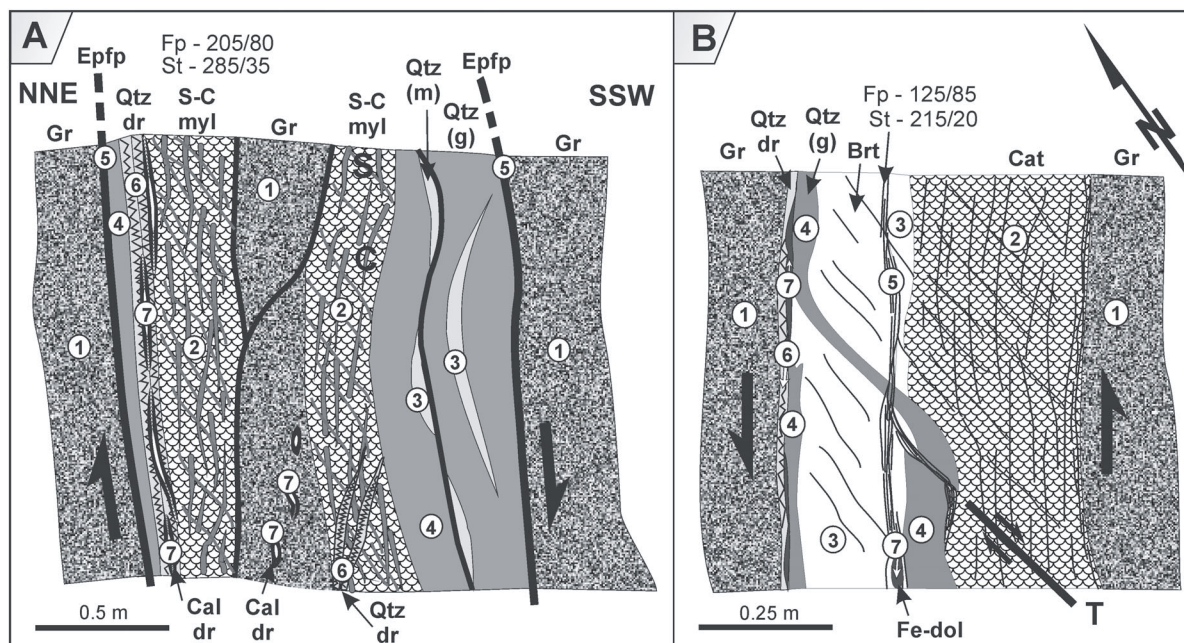 A
Fp - 205/80
St - 285/35
Epfp
NNE
Qtz
dr
S-C
myl
Gr
Gr
S-C
myl
Qtz
(m)
Qtz
(g)
Epfp
SSW
Gr
5
6
4
1
7
2
7
1
S
C
2
7
7
6
3
3
4
5
1
0.5 m
Cal
dr
Cal
dr
Qtz
dr
B
Fp - 125/85
St - 215/20
Gr
Qtz
dr
Qtz
(g)
Brt
Cat
Gr
N
4
3
2
7
5
1
1
6
4
3
4
7
0.25 m
Fe-dol
T